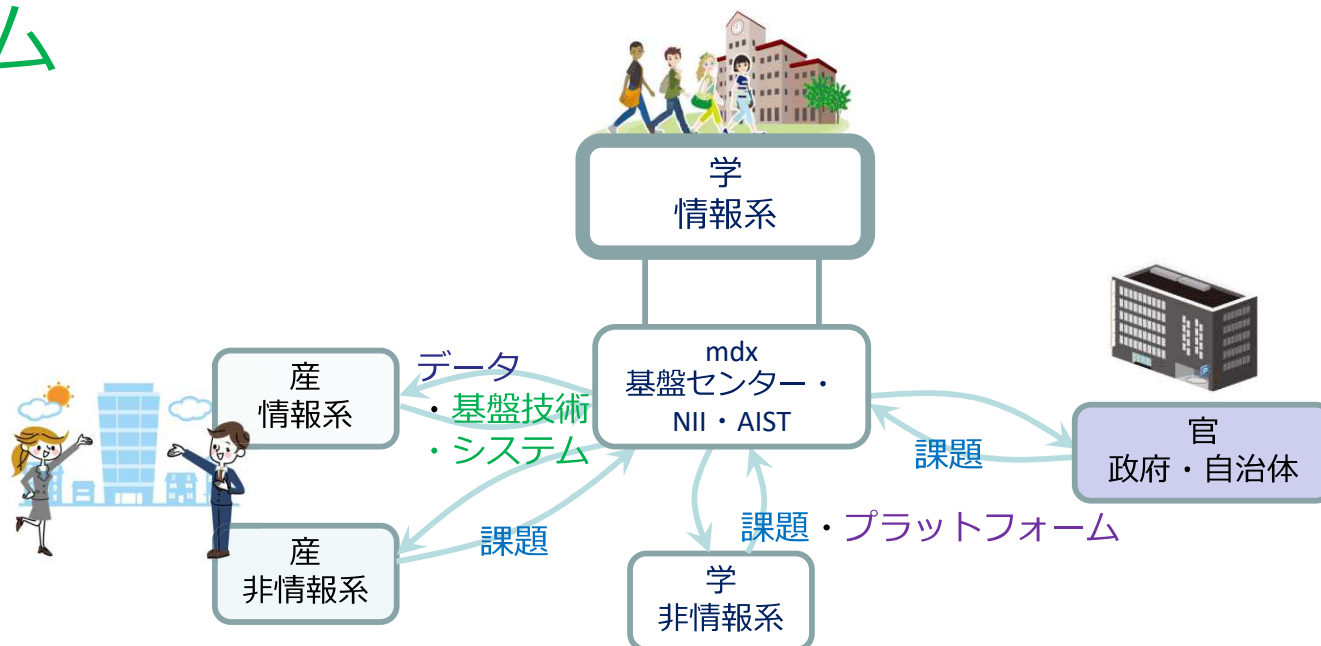 ム
学
情報系
mdx
基盤センター・
NII・AIST
産
情報系
データ
・基盤技術
・システム
課題
官
政府・自治体
課題
課題・プラットフォーム
産
非情報系
学
非情報系